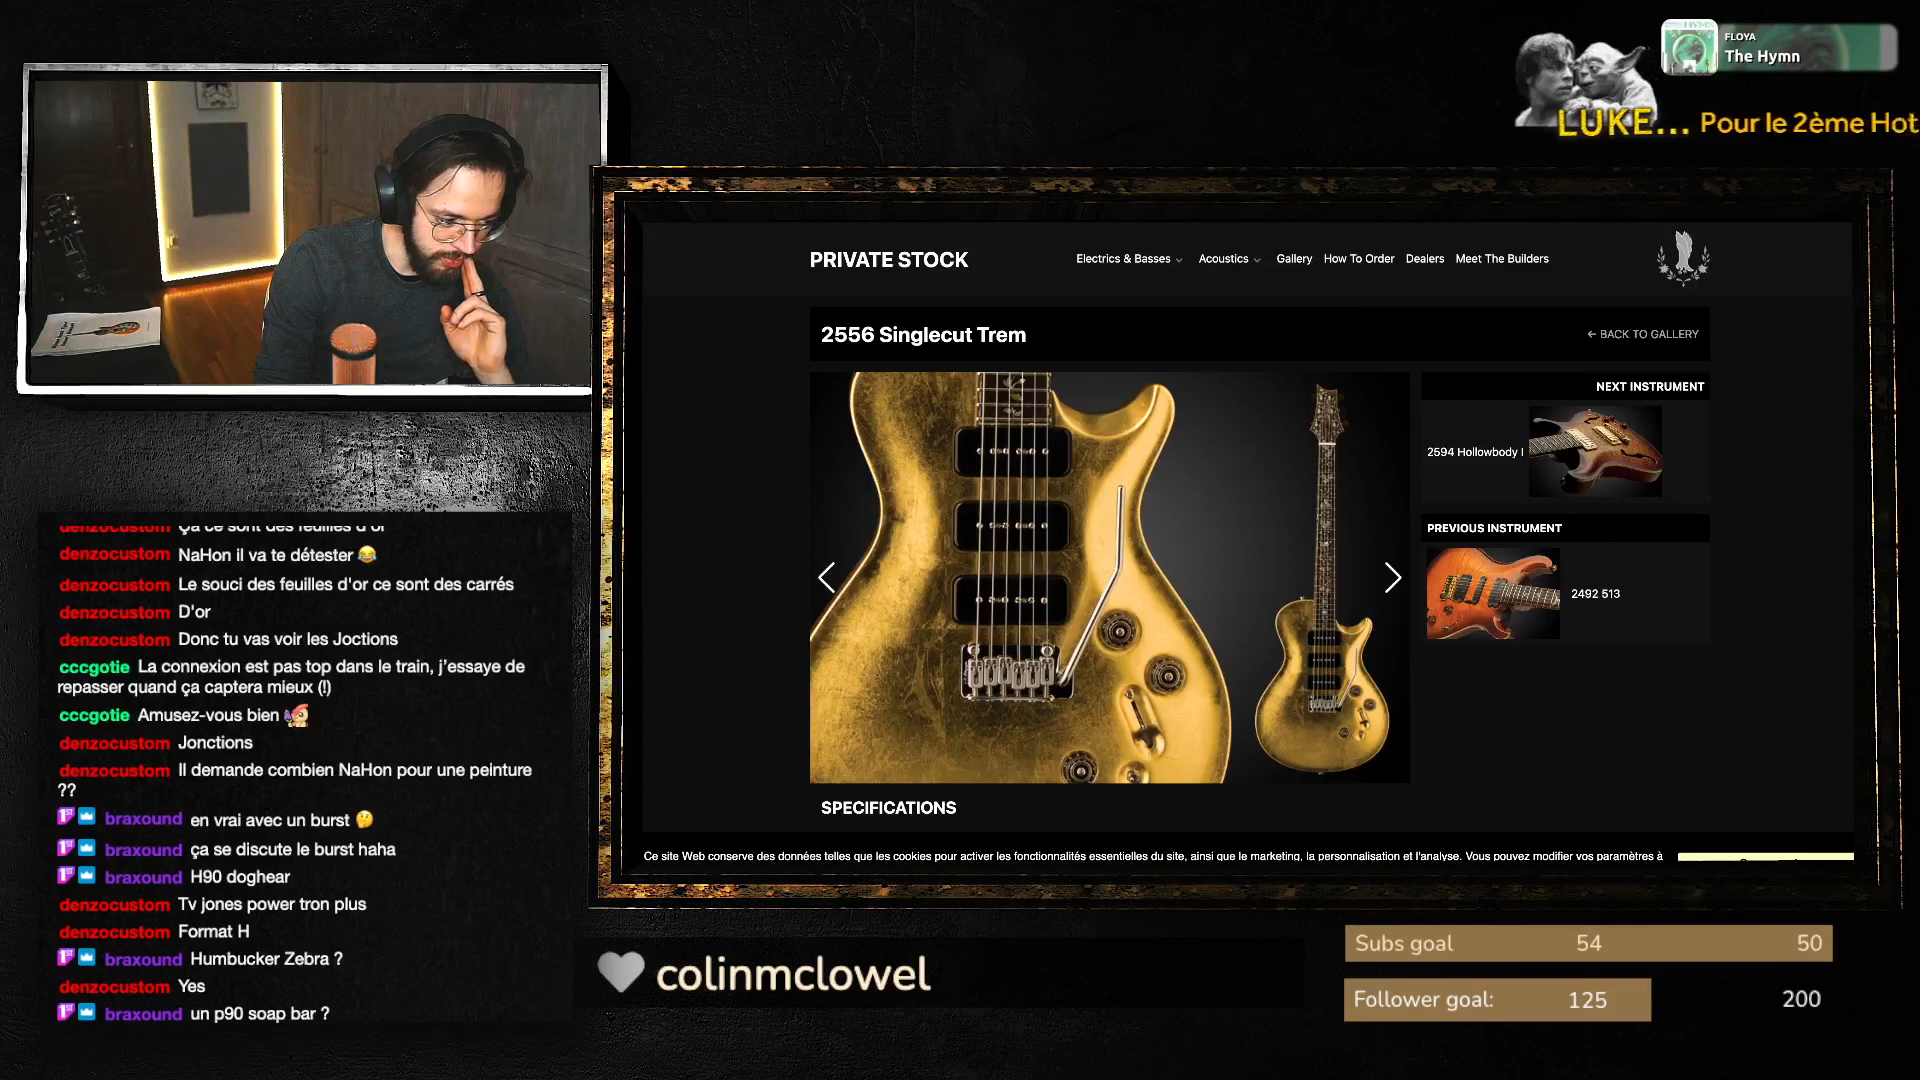 FLOYA
The Hymn
LUKE... Pour le 2ème Hot
PRIVATE STOCK
Electrics & Basses
Acoustics
Gallery
How To Order
Dealers
Meet The Builders
2556 Singlecut Trem
← BACK TO GALLERY
NEXT INSTRUMENT
2594 Hollowbody I
PREVIOUS INSTRUMENT
2492 513
SPECIFICATIONS
Ce site Web conserve des données telles que les cookies pour activer les fonctionnalités essentielles du site, ainsi que le marketing, la personnalisation et l'analyse. Vous pouvez modifier vos paramètres à
denzocustom Ça ce sont des feuilles d'or
denzocustom NaHon il va te détester 😂
denzocustom Le souci des feuilles d'or ce sont des carrés
denzocustom D'or
denzocustom Donc tu vas voir les Joctions
cccgotie La connexion est pas top dans le train, j'essaye de
repasser quand ça captera mieux (!)
cccgotie Amusez-vous bien
denzocustom Jonctions
denzocustom Il demande combien NaHon pour une peinture
??
braxound en vrai avec un burst 🤔
braxound ça se discute le burst haha
braxound H90 doghear
denzocustom Tv jones power tron plus
denzocustom Format H
braxound Humbucker Zebra ?
denzocustom Yes
braxound un p90 soap bar ?
colinmclowel
Subs goal 54 50
Follower goal: 125 200